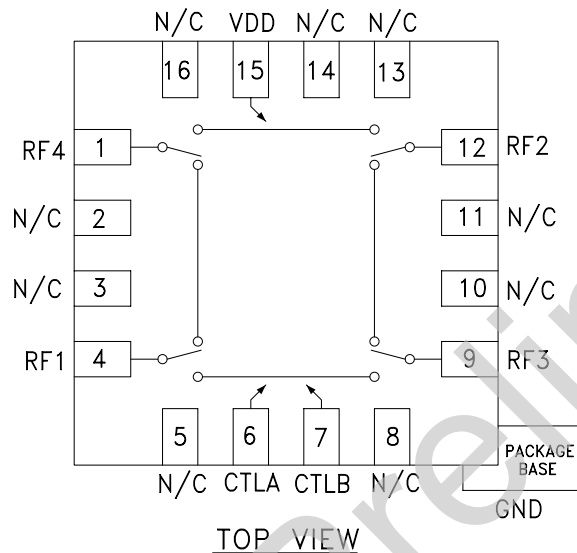 N/C VDD N/C N/C
16 15 14 13
RF4 1 12 RF2
N/C 2 11 N/C
N/C 3 10 N/C
RF1 4 9 RF3
5 6 7 8
N/C CTLA CTLB N/C
PACKAGE
BASE
GND
TOP VIEW